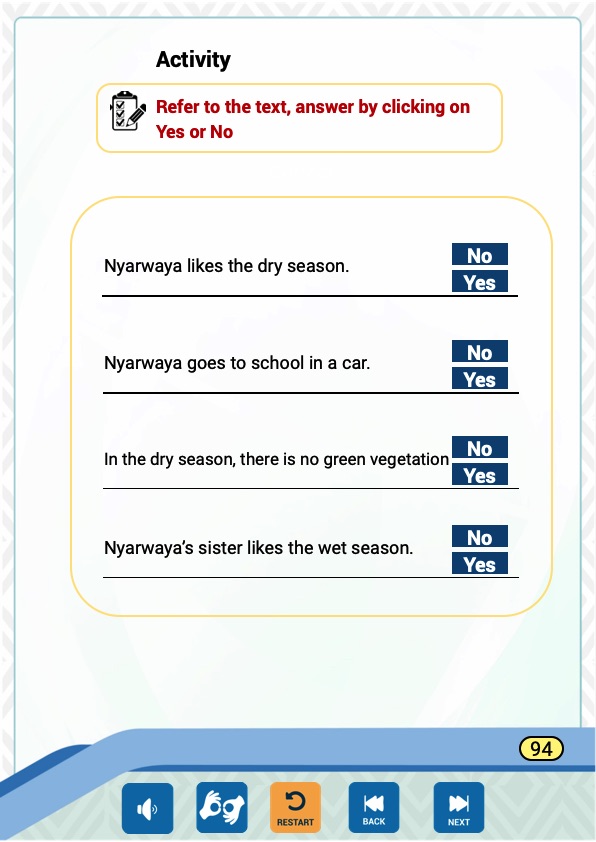 Activity
Refer to the text, answer by clicking on
Yes or No
Nyarwaya likes the dry season.
No
Yes
Nyarwaya goes to school in a car.
No
Yes
In the dry season, there is no green vegetation
No
Yes
Nyarwaya’s sister likes the wet season.
No
Yes
94
RESTART
BACK
NEXT